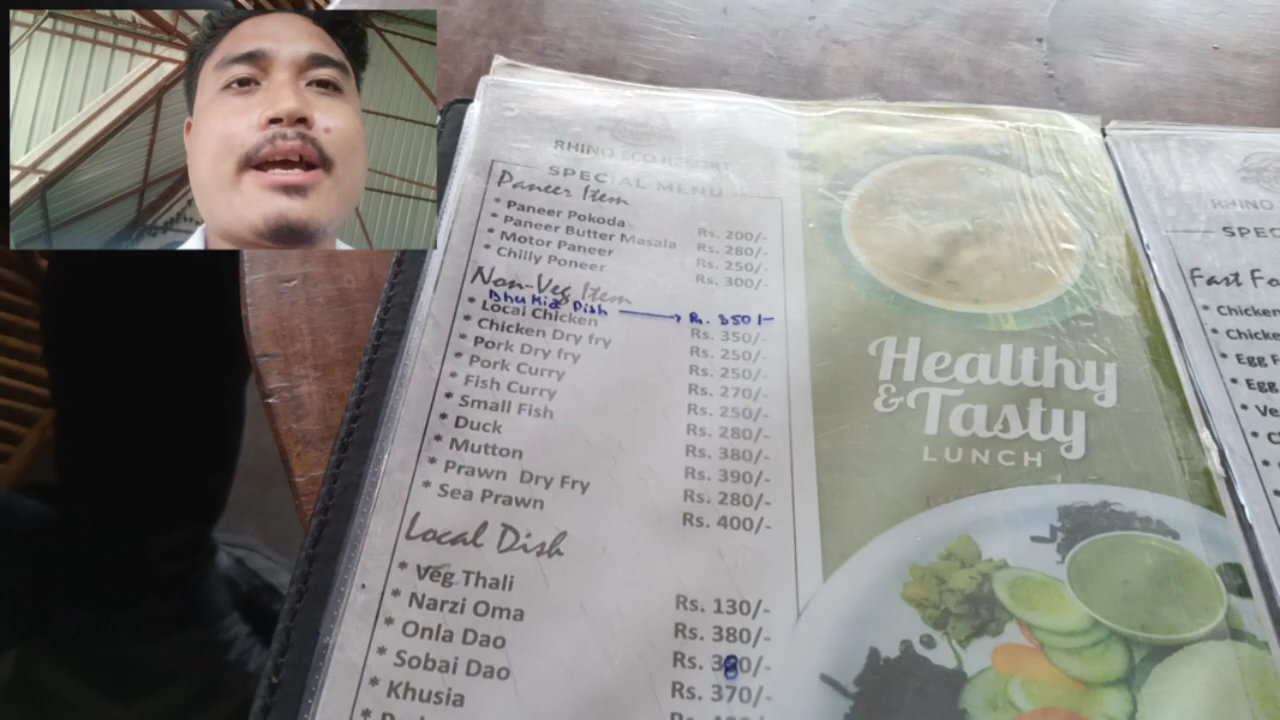 RHINO ECO RESORT
SPECIAL MENU
Paneer Item
* Paneer Pokoda Rs. 200/-
* Paneer Butter Masala Rs. 280/-
* Motor Paneer Rs. 250/-
* Chilly Poneer Rs. 300/-
Non-Veg Item
Dish → Rs. 350/-
* Local Chicken Rs. 350/-
* Chicken Dry fry Rs. 250/-
* Pork Dry fry Rs. 250/-
* Pork Curry Rs. 270/-
* Fish Curry Rs. 250/-
* Small Fish Rs. 280/-
* Duck Rs. 380/-
* Mutton Rs. 390/-
* Prawn Dry Fry Rs. 280/-
* Sea Prawn Rs. 400/-
Local Dish
* Veg Thali Rs. 130/-
* Narzi Oma Rs. 380/-
* Onla Dao Rs. 380/-
* Sobai Dao Rs. 370/-
* Khusia
Healthy
& Tasty
LUNCH
RHINO
SPEC
Fast Fo
* Chicken
* Chicke
* Egg F
* Egg
* Ve